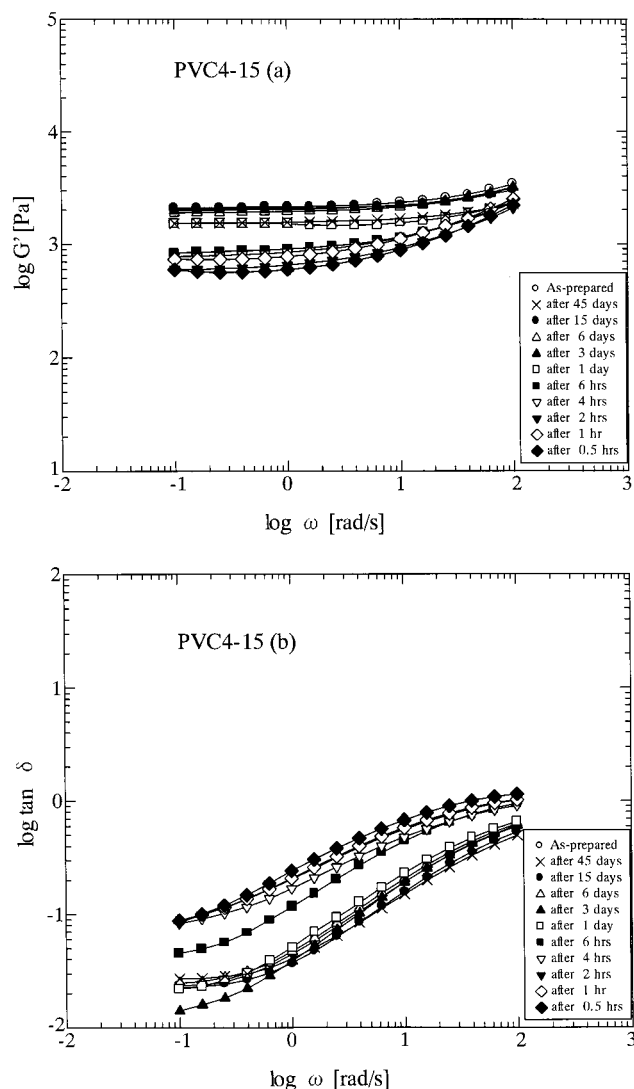 5
PVC4-15 (a)
4
log G' [Pa]
3
2
1
-2
-1
0
1
2
3
log ω [rad/s]
As-prepared
after 45 days
after 15 days
after 6 days
after 3 days
after 1 day
after 6 hrs
after 4 hrs
after 2 hrs
after 1 hr
after 0.5 hrs
2
PVC4-15 (b)
1
log tan δ
0
-1
-2
-2
-1
0
1
2
3
log ω [rad/s]
As-prepared
after 45 days
after 15 days
after 6 days
after 3 days
after 1 day
after 6 hrs
after 4 hrs
after 2 hrs
after 1 hr
after 0.5 hrs